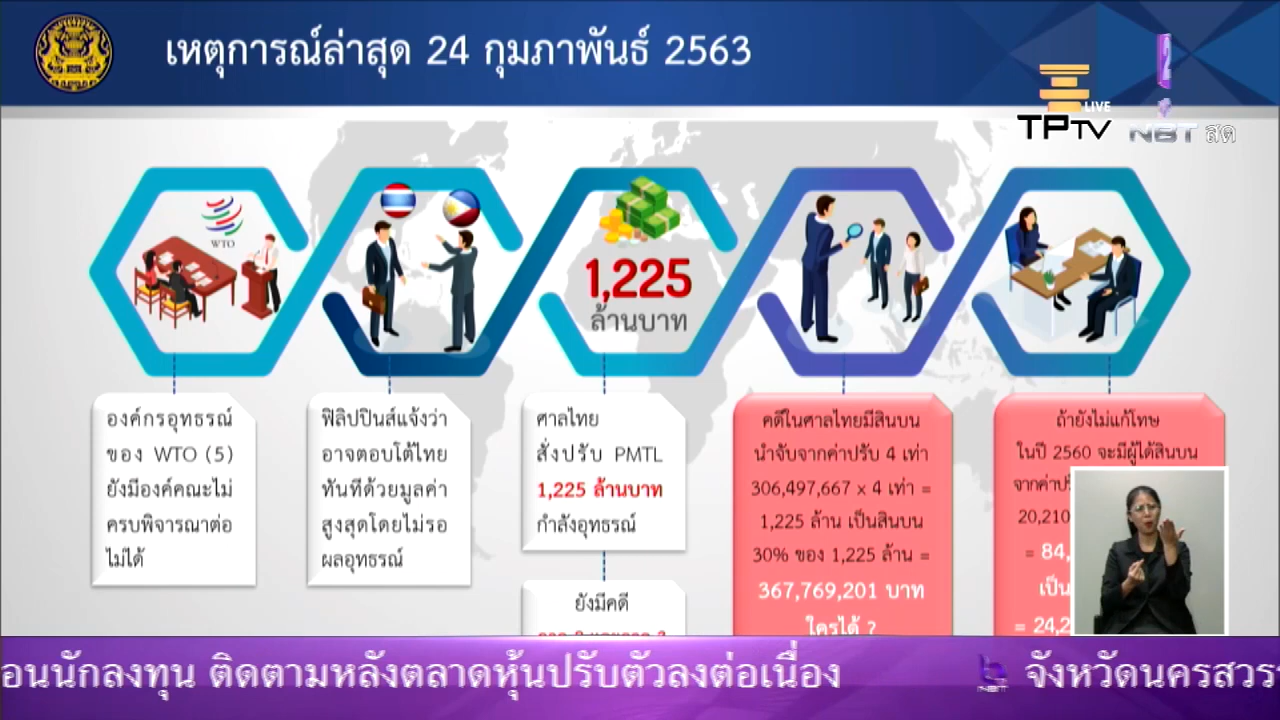 เหตุการณ์ล่าสุด 24 กุมภาพันธ์ 2563
LIVE
TPTV
2
NBT สด
WTO
1,225
ล้านบาท
องค์กรอุทธรณ์
ของ WTO (5)
ยังมีองค์คณะไม่
ครบพิจารณาต่อ
ไม่ได้
ฟิลิปปินส์แจ้งว่า
อาจตอบโต้ไทย
ทันทีด้วยมูลค่า
สูงสุดโดยไม่รอ
ผลอุทธรณ์
ศาลไทย
สั่งปรับ PMTL
1,225 ล้านบาท
กำลังอุทธรณ์
ยังมีคดี
คดีในศาลไทยมีสินบน
นำจับจากค่าปรับ 4 เท่า
306,497,667 x 4 เท่า =
1,225 ล้าน เป็นสินบน
30% ของ 1,225 ล้าน =
367,769,201 บาท
ใครได้ ?
ถ้ายังไม่แก้โทษ
ในปี 2560 จะมีผู้ได้สินบน
20,210
= 84,
= 24,2
อนนักลงทุน ติดตามหลังตลาดหุ้นปรับตัวลงต่อเนื่อง
NBT
จังหวัดนครสวร